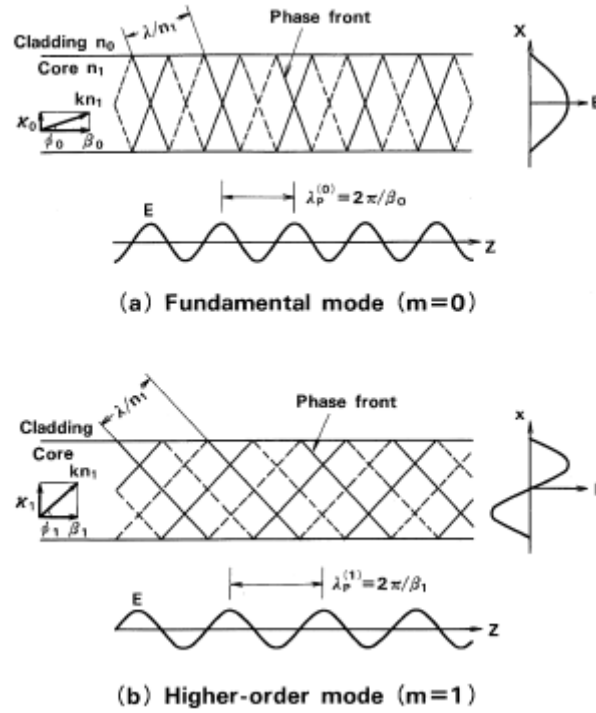 λ/n₁
Phase front
Cladding n₀
Core n₁
kn₁
κ₀
ϕ₀ β₀
X
E
λₚ⁽⁰⁾=2π/β₀
E
Z
(a) Fundamental mode (m=0)
λ/n₁
Phase front
Cladding
Core
kn₁
κ₁
ϕ₁ β₁
x
λₚ⁽¹⁾=2π/β₁
E
Z
(b) Higher-order mode (m=1)